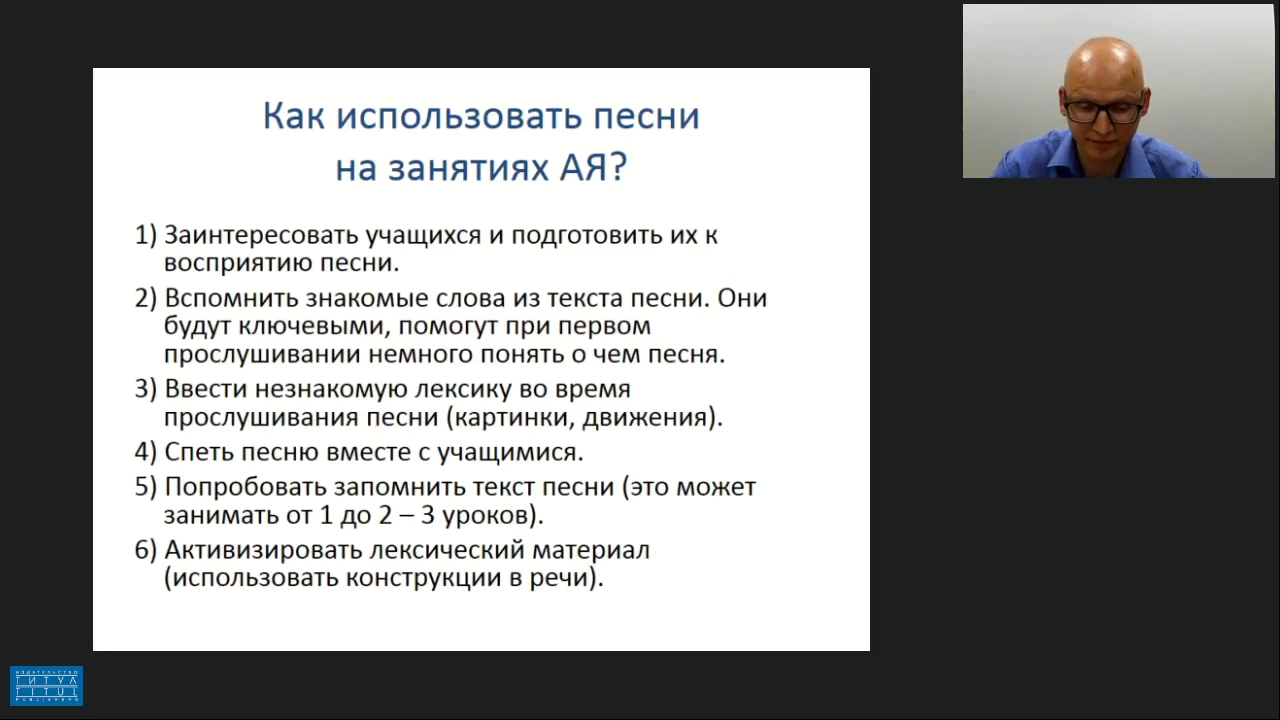 Как использовать песни
на занятиях АЯ?
1) Заинтересовать учащихся и подготовить их к
восприятию песни.
2) Вспомнить знакомые слова из текста песни. Они
будут ключевыми, помогут при первом
прослушивании немного понять о чем песня.
3) Ввести незнакомую лексику во время
прослушивания песни (картинки, движения).
4) Спеть песню вместе с учащимися.
5) Попробовать запомнить текст песни (это может
занимать от 1 до 2 – 3 уроков).
6) Активизировать лексический материал
(использовать конструкции в речи).
ИЗДАТЕЛЬСТВО
ТИТУЛ
TITUL
PUBLISHERS